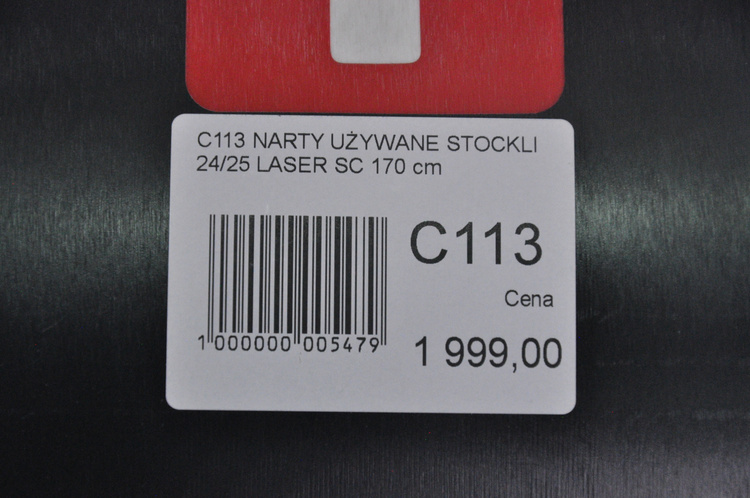 C113 NARTY UŻYWANE STOCKLI
24/25 LASER SC 170 cm
C113
Cena
1 999,00
1 000000 005479